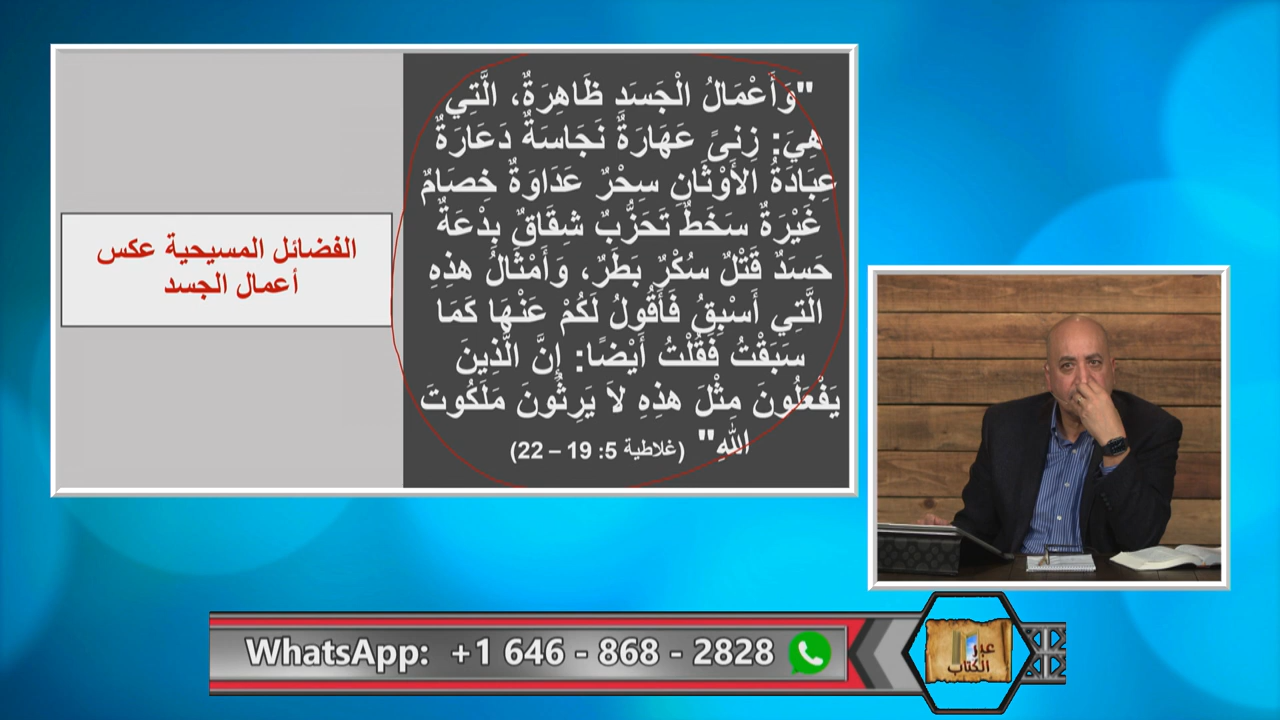 "وَأَعْمَالُ الْجَسَدِ ظَاهِرَةٌ، الَّتِي
هِيَ: زِنىً عَهَارَةٌ نَجَاسَةٌ دَعَارَةٌ
عِبَادَةُ الأَوْثَانِ سِحْرٌ عَدَاوَةٌ خِصَامٌ
غَيْرَةٌ سَخَطٌ تَحَزُّبٌ شِقَاقٌ بِدْعَةٌ
حَسَدٌ قَتْلٌ سُكْرٌ بَطَرٌ، وَأَمْثَالُ هذِهِ
الَّتِي أَسْبِقُ فَأَقُولُ لَكُمْ عَنْهَا كَمَا
سَبَقْتُ فَقُلْتُ أَيْضًا: إِنَّ الَّذِينَ
يَفْعَلُونَ مِثْلَ هذِهِ لاَ يَرِثُونَ مَلَكُوتَ
اللهِ" (غلاطية 5: 19 – 22)
الفضائل المسيحية عكس
أعمال الجسد
WhatsApp: +1 646 - 868 - 2828
عبر
الكتاب